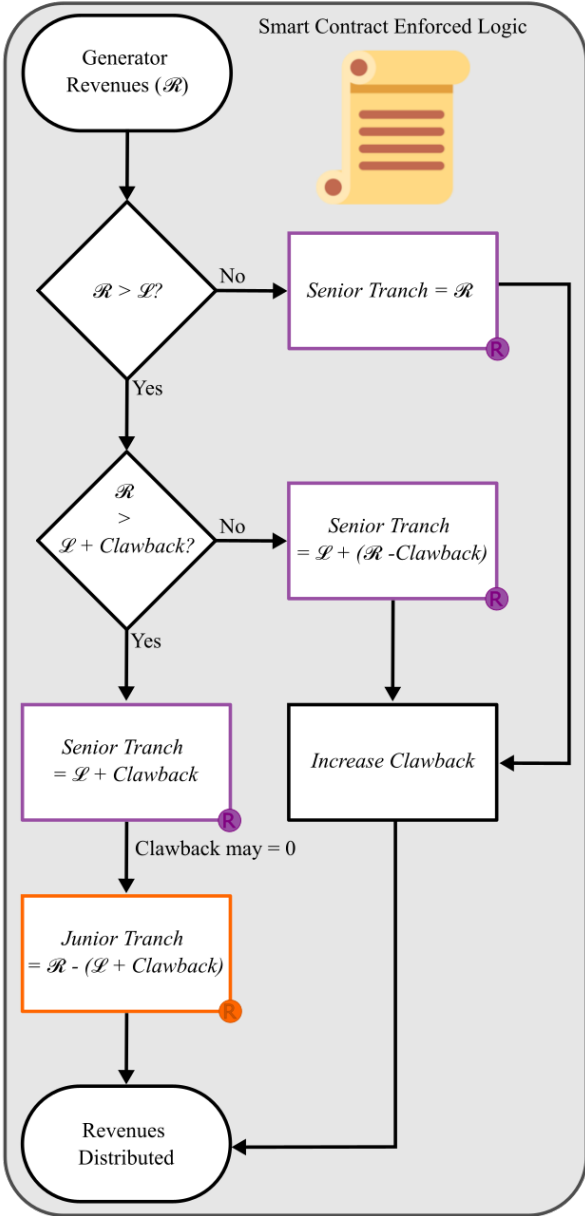 Smart Contract Enforced Logic
Generator
Revenues (ℛ)
ℛ > ℒ?
No
Senior Tranch = ℛ
R
Yes
ℛ
>
ℒ + Clawback?
No
Senior Tranch
= ℒ + (ℛ -Clawback)
R
Yes
Senior Tranch
= ℒ + Clawback
R
Increase Clawback
Clawback may = 0
Junior Tranch
= ℛ - (ℒ + Clawback)
R
Revenues
Distributed